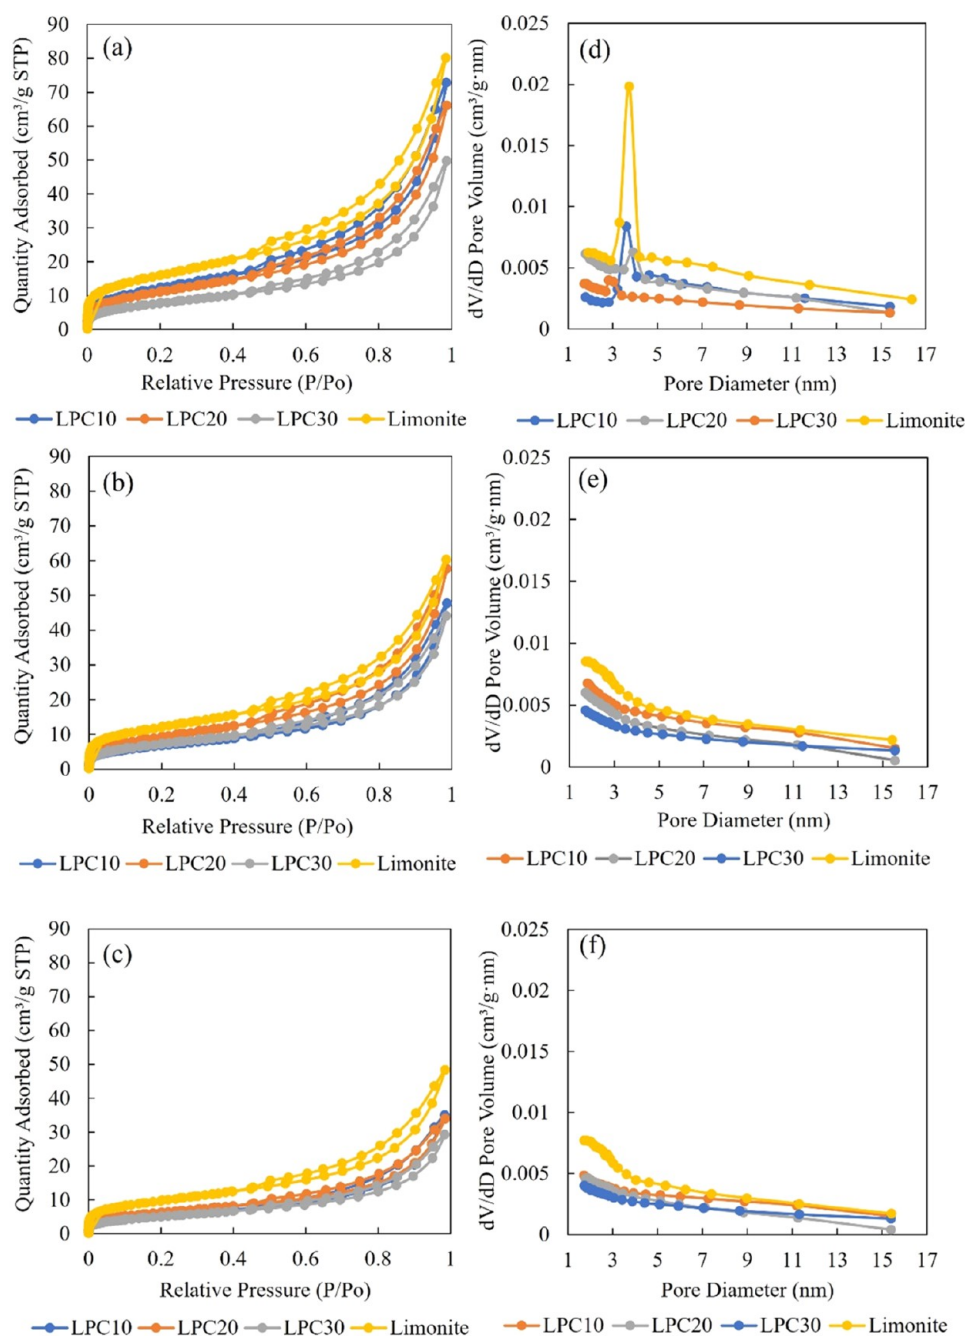 (a)
Quantity Adsorbed (cm³/g STP)
90
80
70
60
50
40
30
20
10
0
0 0.2 0.4 0.6 0.8 1
Relative Pressure (P/Po)
LPC10 LPC20 LPC30 Limonite
(d)
dV/dD Pore Volume (cm³/g·nm)
0.025
0.02
0.015
0.01
0.005
0
1 3 5 7 9 11 13 15 17
Pore Diameter (nm)
LPC10 LPC20 LPC30 Limonite
(b)
Quantity Adsorbed (cm³/g STP)
90
80
70
60
50
40
30
20
10
0
0 0.2 0.4 0.6 0.8 1
Relative Pressure (P/Po)
LPC10 LPC20 LPC30 Limonite
(e)
dV/dD Pore Volume (cm³/g·nm)
0.025
0.02
0.015
0.01
0.005
0
1 3 5 7 9 11 13 15 17
Pore Diameter (nm)
LPC10 LPC20 LPC30 Limonite
(c)
Quantity Adsorbed (cm³/g STP)
90
80
70
60
50
40
30
20
10
0
0 0.2 0.4 0.6 0.8 1
Relative Pressure (P/Po)
LPC10 LPC20 LPC30 Limonite
(f)
dV/dD Pore Volume (cm³/g·nm)
0.025
0.02
0.015
0.01
0.005
0
1 3 5 7 9 11 13 15 17
Pore Diameter (nm)
LPC10 LPC20 LPC30 Limonite